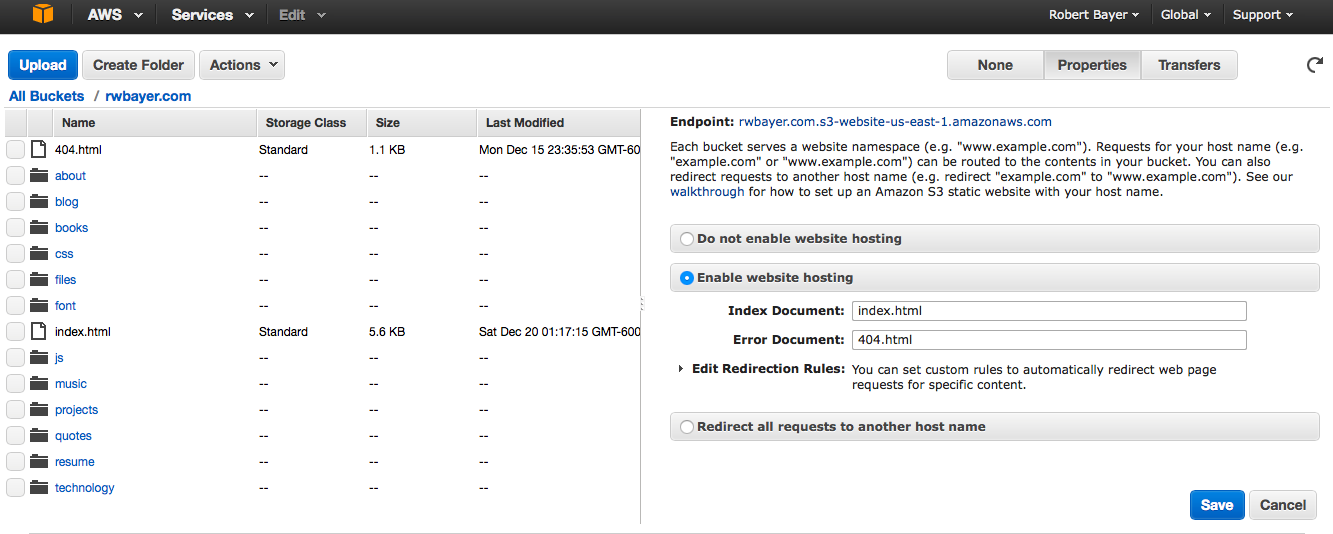 AWS Services Edit Robert Bayer Global Support
Upload Create Folder Actions None Properties Transfers
All Buckets / rwbayer.com
Name Storage Class Size Last Modified
404.html Standard 1.1 KB Mon Dec 15 23:35:53 GMT-60
about -- -- --
blog -- -- --
books -- -- --
css -- -- --
files -- -- --
font -- -- --
index.html Standard 5.6 KB Sat Dec 20 01:17:15 GMT-600
js -- -- --
music -- -- --
projects -- -- --
quotes -- -- --
resume -- -- --
technology -- -- --
Endpoint: rwbayer.com.s3-website-us-east-1.amazonaws.com
Each bucket serves a website namespace (e.g. "www.example.com"). Requests for your host name (e.g.
"example.com" or "www.example.com") can be routed to the contents in your bucket. You can also
redirect requests to another host name (e.g. redirect "example.com" to "www.example.com"). See our
walkthrough for how to set up an Amazon S3 static website with your host name.
Do not enable website hosting
Enable website hosting
Index Document: index.html
Error Document: 404.html
Edit Redirection Rules: You can set custom rules to automatically redirect web page
requests for specific content.
Redirect all requests to another host name
Save Cancel